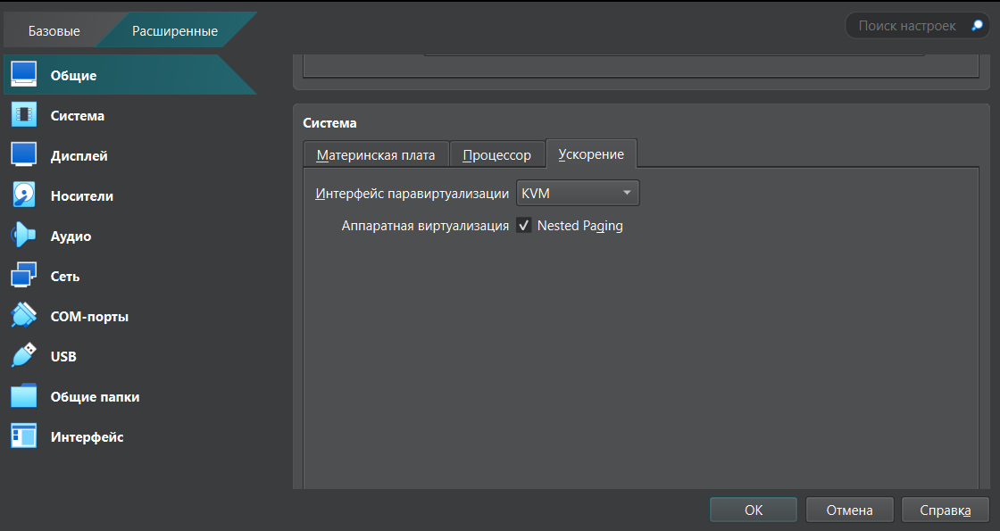 Базовые
Расширенные
Поиск настроек
Общие
Система
Дисплей
Носители
Аудио
Сеть
COM-порты
USB
Общие папки
Интерфейс
Система
Материнская плата
Процессор
Ускорение
Интерфейс паравиртуализации KVM
Аппаратная виртуализация Nested Paging
OK
Отмена
Справка